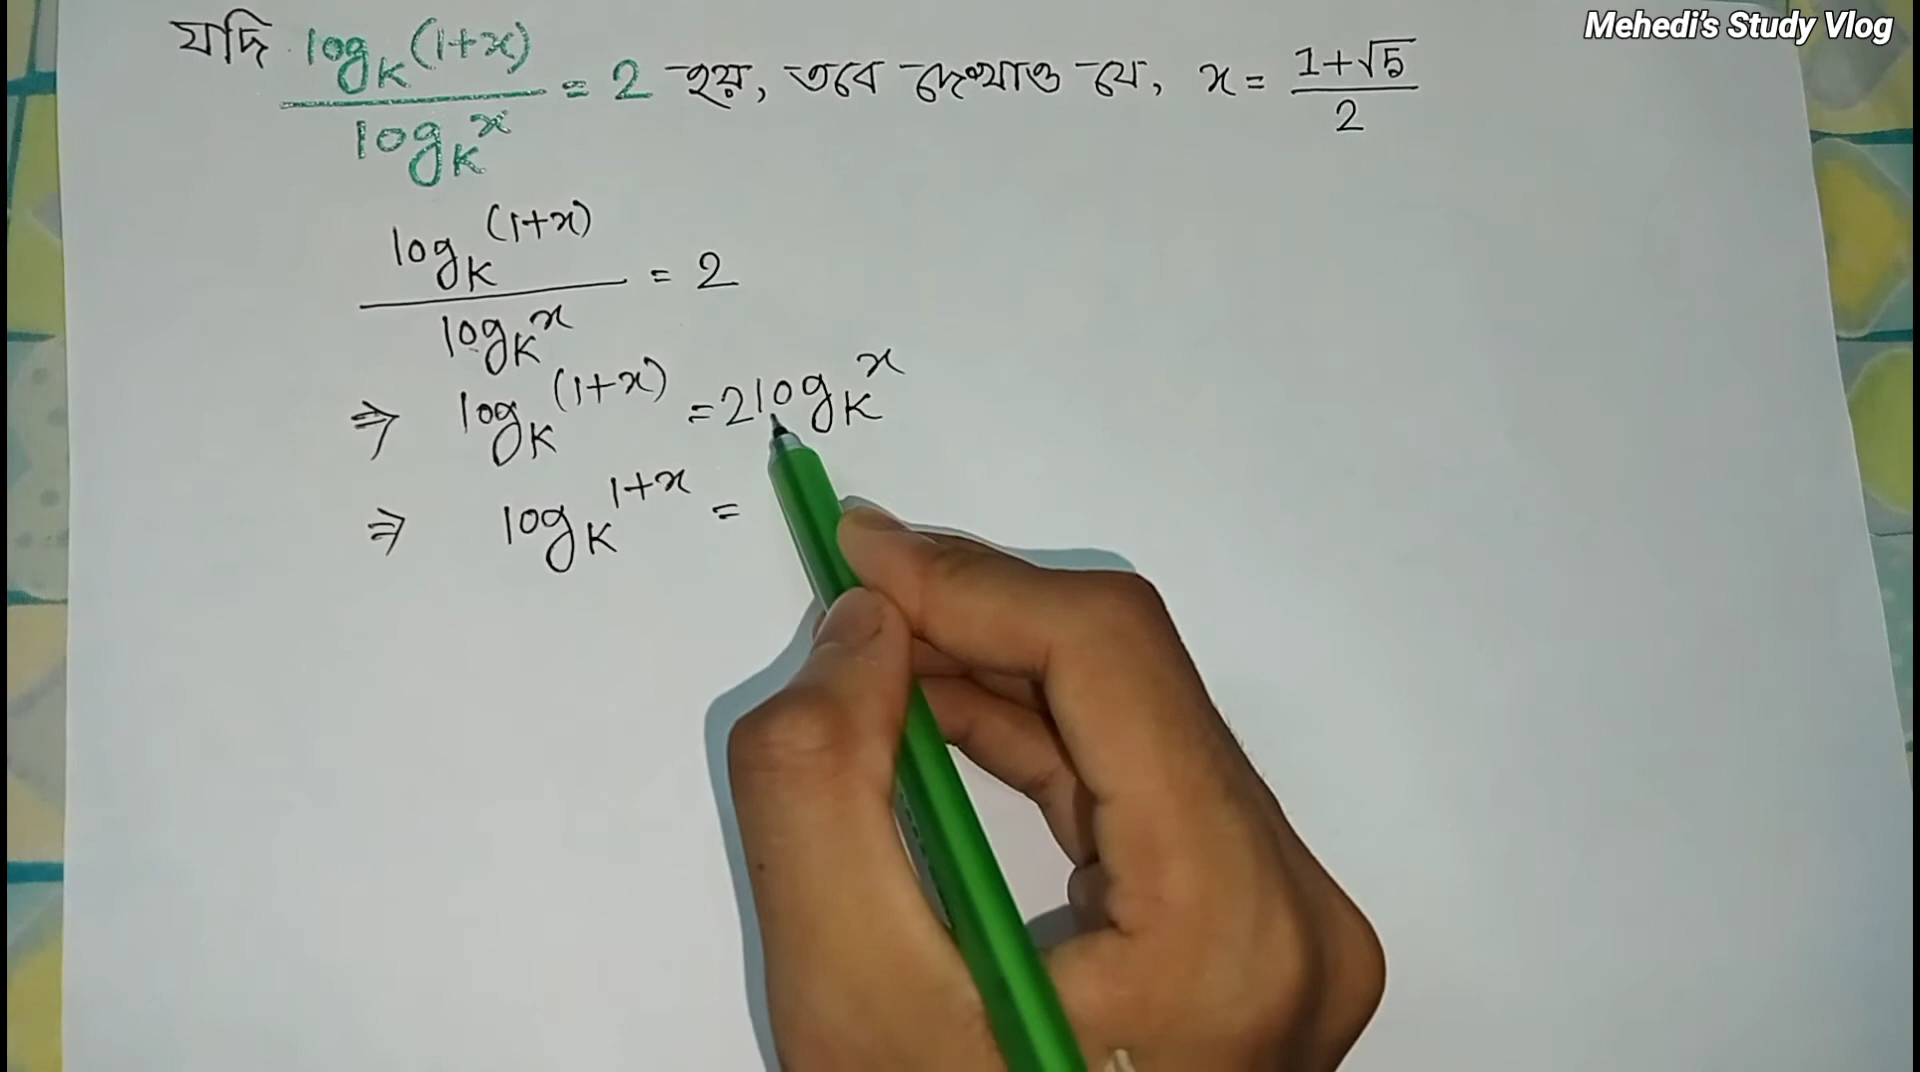 Mehedi's Study Vlog
যদি log_K(1+x) / log_K^x = 2 হয়, তবে দেখাও যে, x = (1+√5) / 2
log_K^(1+x) / log_K^x = 2
⇒ log_K^(1+x) = 2log_K^x
⇒ log_K^1+x =